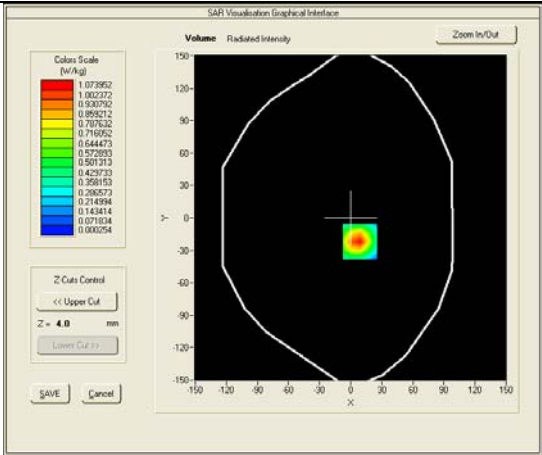 SAR Visualisation Graphical Interface
Volume Radiated Intensity
Zoom In/Out
Colors Scale
(W/kg)
1.073952
1.002372
0.930792
0.859212
0.787632
0.716052
0.644473
0.572893
0.501313
0.429733
0.358153
0.286573
0.214994
0.143414
0.071834
0.000254
Z Cuts Control
<< Upper Cut
Z = 4.0 mm
Lower Cut >>
SAVE Cancel
150
120
90
60
30
0
-30
-60
-90
-120
-150
Y
-150 -120 -90 -60 -30 0 30 60 90 120 150
X